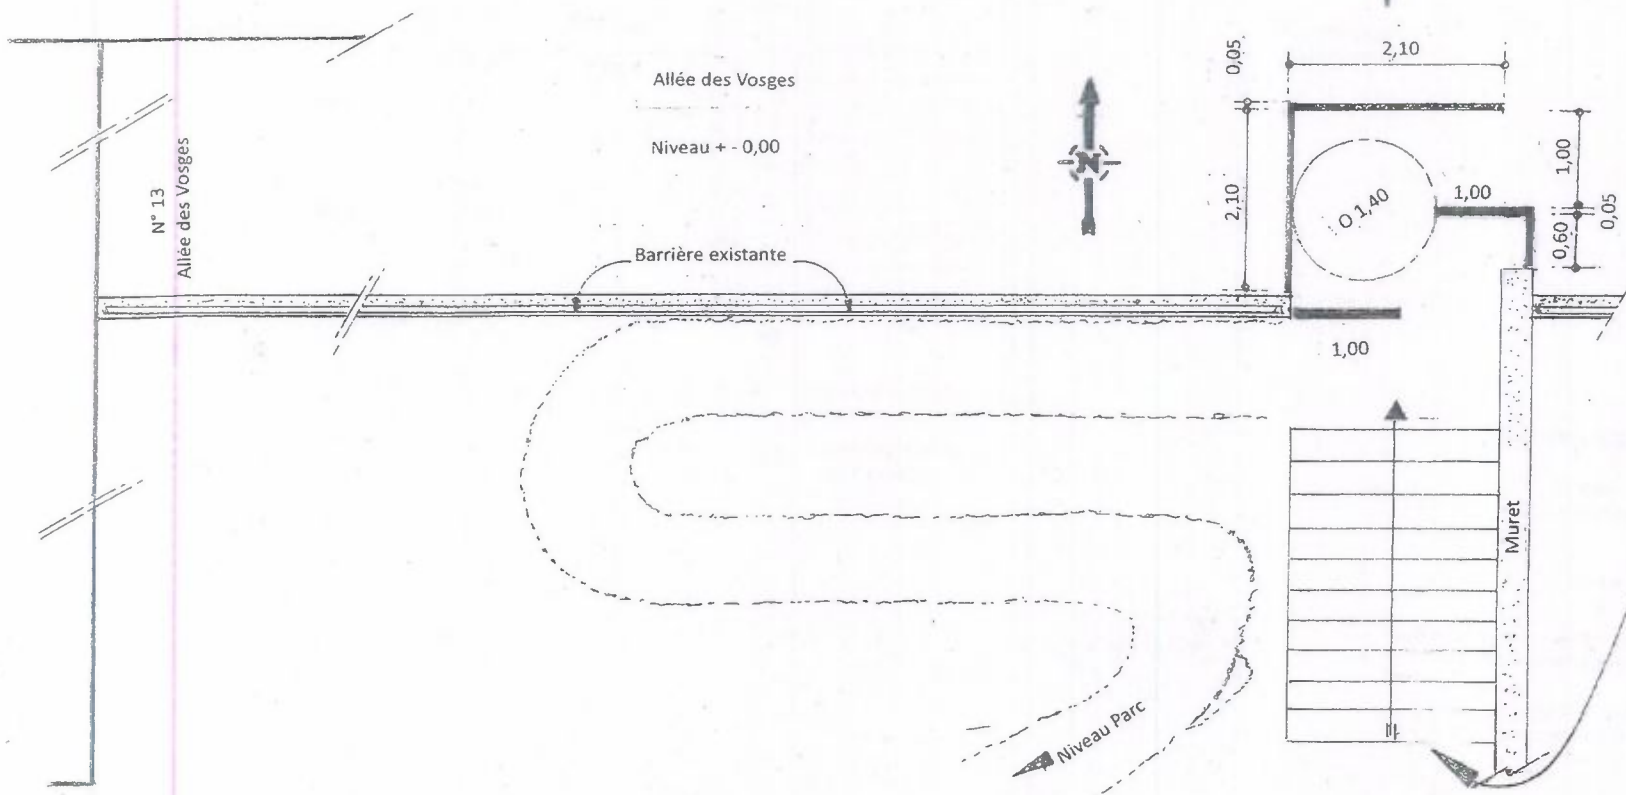 Allée des Vosges
Niveau + - 0,00
N° 13
Allée des Vosges
Barrière existante
N
0,05
2,10
2,10
1,00
O 1,40
1,00
0,60
0,05
1,00
Muret
Niveau Parc